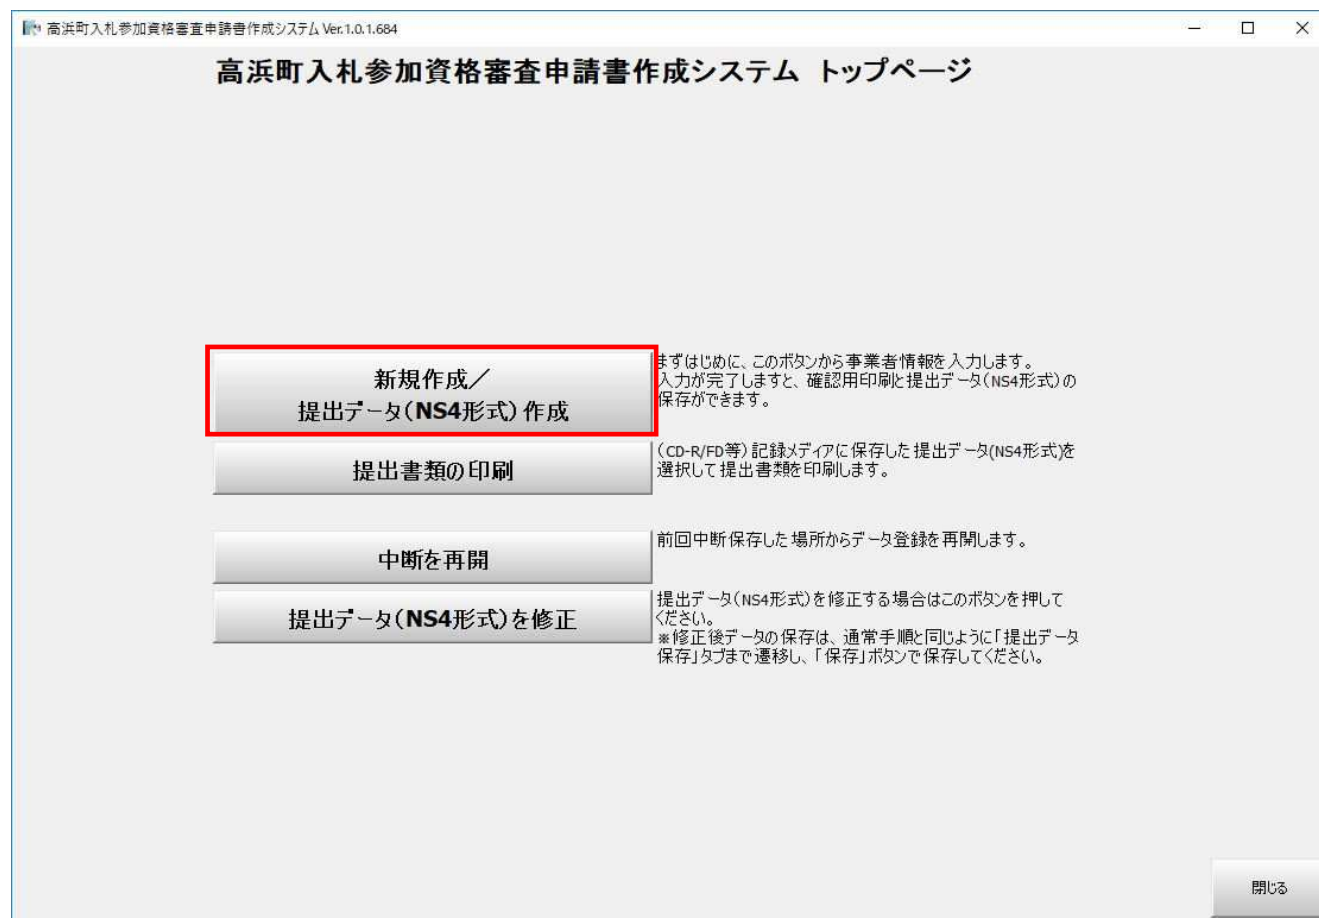 高浜町入札参加資格審査申請書作成システム Ver.1.0.1.684
高浜町入札参加資格審査申請書作成システム トップページ
新規作成／
提出データ(NS4形式)作成
まずはじめに、このボタンから事業者情報を入力します。
入力が完了しますと、確認用印刷と提出データ(NS4形式)の
保存ができます。
提出書類の印刷
(CD-R/FD等)記録メディアに保存した提出データ(NS4形式)を
選択して提出書類を印刷します。
中断を再開
前回中断保存した場所からデータ登録を再開します。
提出データ(NS4形式)を修正
提出データ(NS4形式)を修正する場合はこのボタンを押して
ください。
※修正後データの保存は、通常手順と同じように「提出データ
保存」タブまで遷移し、「保存」ボタンで保存してください。
閉じる